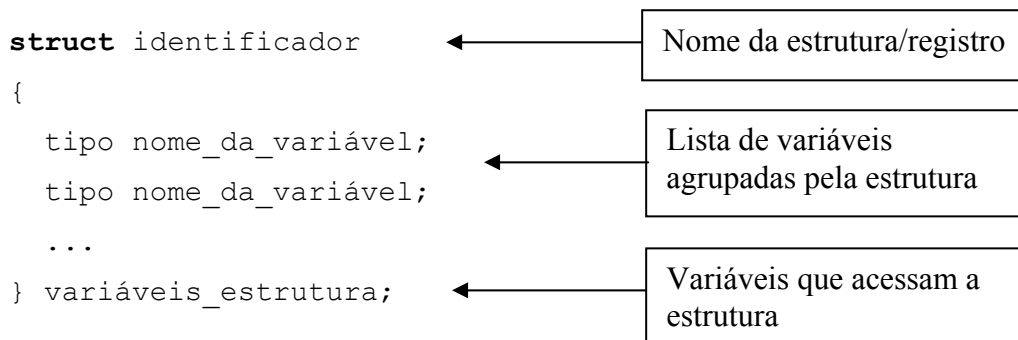 struct identificador
Nome da estrutura/registro
{
tipo nome_da_variável;
tipo nome_da_variável;
Lista de variáveis
agrupadas pela estrutura
...
} variáveis_estrutura;
Variáveis que acessam a
estrutura